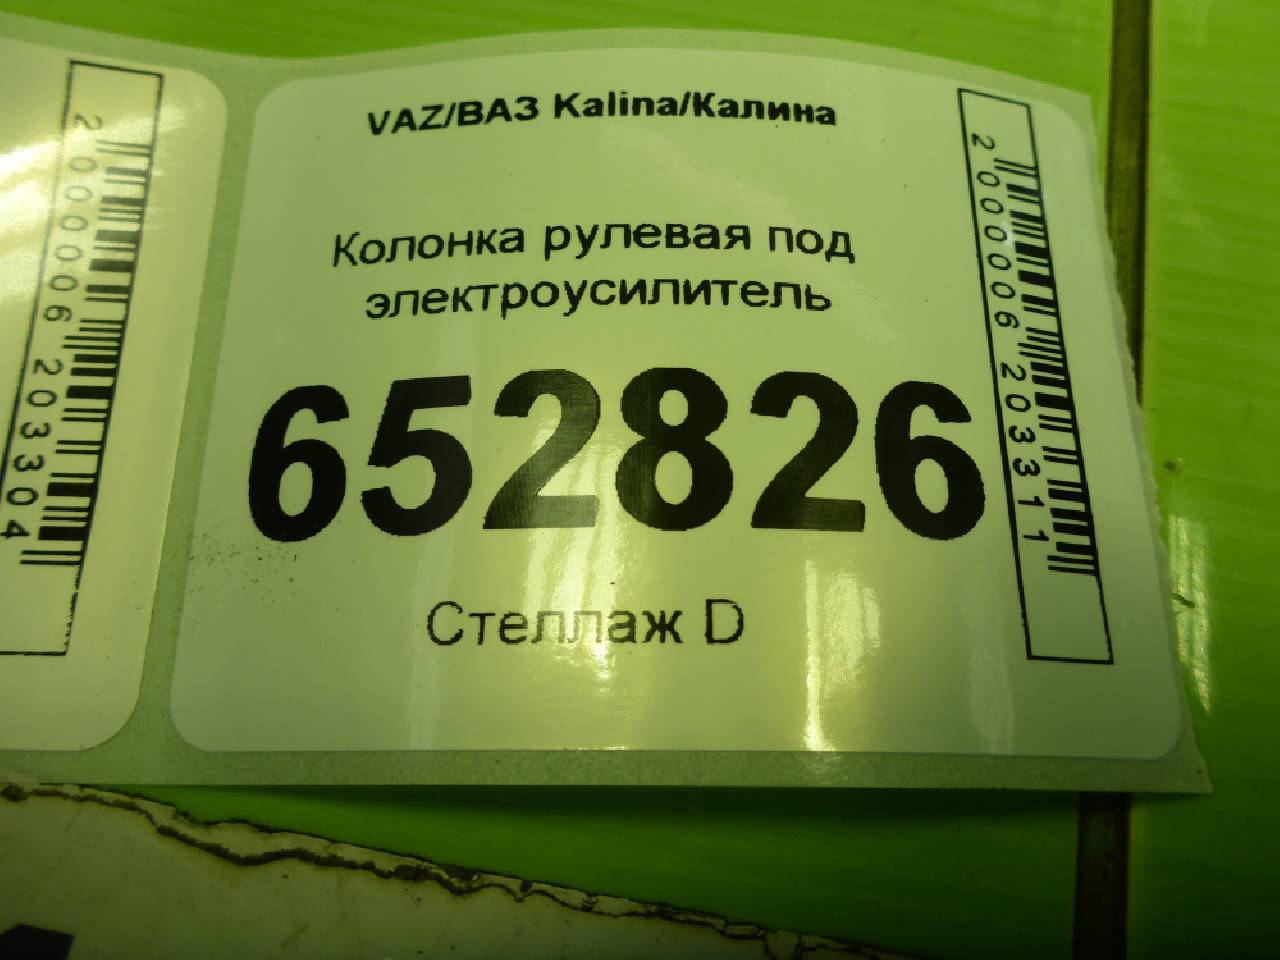 2000006203304
VAZ/ВАЗ Kalina/Калина
Колонка рулевая под
электроусилитель
652826
Стеллаж D
2000006203311